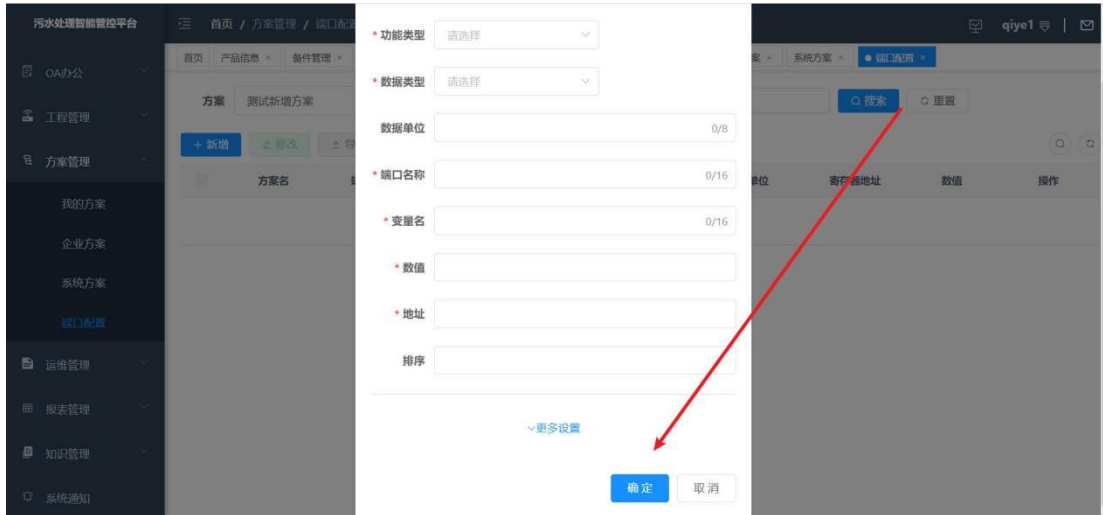 污水处理智能管控平台
首页 / 方案管理 / 端口配
qiye1
首页 产品信息 × 备件管理 ×
案 × 系统方案 × ● 端口配置 ×
OA办公
工程管理
方案管理
我的方案
企业方案
系统方案
端口配置
运维管理
报表管理
知识管理
系统通知
方案 测试新增方案
搜索 重置
+ 新增 修改 导
方案名
单位 寄存器地址 数值 操作
* 功能类型 请选择
* 数据类型 请选择
数据单位 0/8
* 端口名称 0/16
* 变量名 0/16
* 数值
* 地址
排序
更多设置
确定 取消